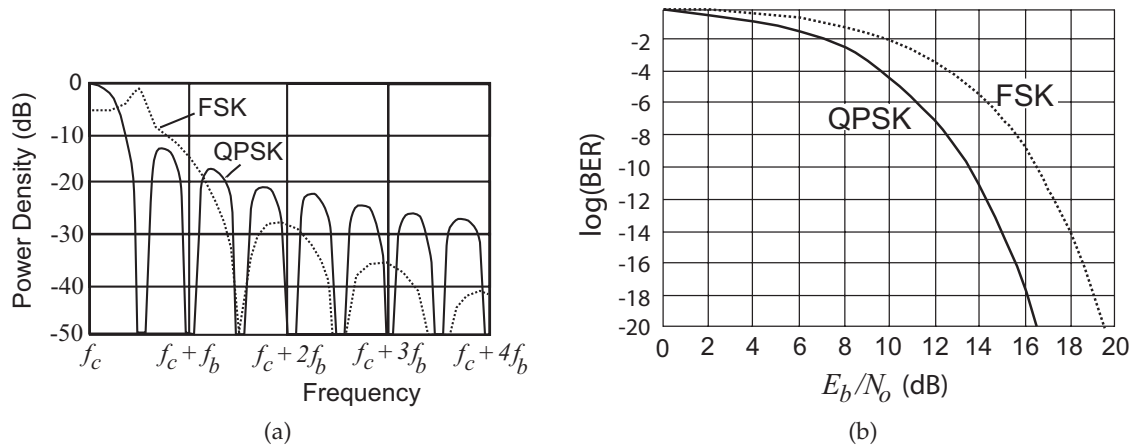 0
-10
-20
-30
-40
-50
Power Density (dB)
FSK
QPSK
f_c
f_c + f_b
f_c + 2f_b
f_c + 3f_b
f_c + 4f_b
Frequency
(a)
-2
-4
-6
-8
-10
-12
-14
-16
-18
-20
log(BER)
QPSK
FSK
0 2 4 6 8 10 12 14 16 18 20
E_b/N_o (dB)
(b)